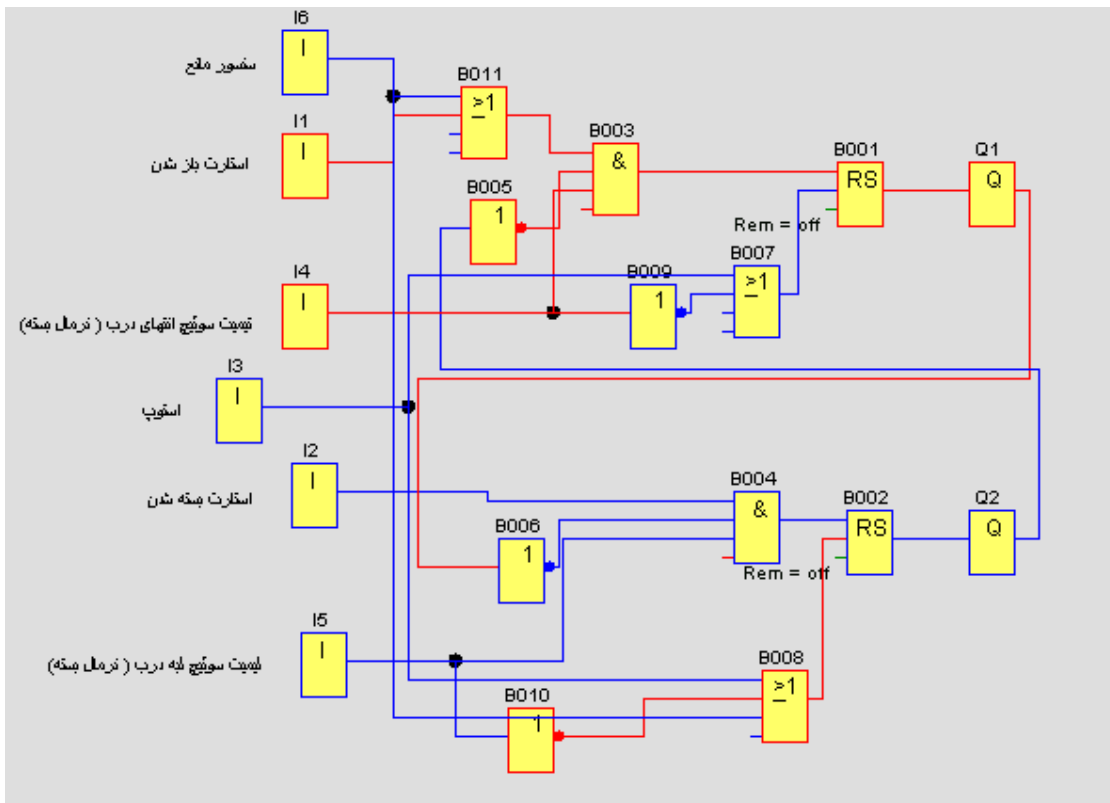 I6
I
سنسور مانع
B011
>1
I1
I
استارت باز شدن
B003
&
B001
RS
Q1
Q
B005
1
Rem = off
B007
>1
I4
I
B009
1
لیمیت سوئیچ انتهای درب ( نرمال بسته)
I3
I
استوپ
I2
I
استارت بسته شدن
B004
&
B002
RS
Q2
Q
B006
1
Rem = off
I5
I
لیمیت سوئیچ لبه درب ( نرمال بسته)
B008
>1
B010
1